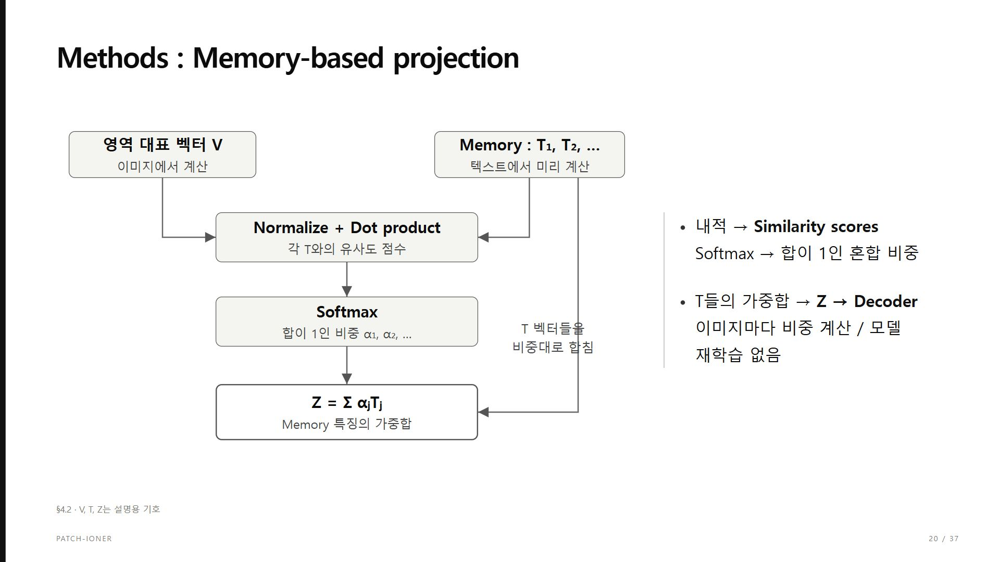 Methods : Memory-based projection
영역 대표 벡터 V
이미지에서 계산
Memory : T₁, T₂, …
텍스트에서 미리 계산
Normalize + Dot product
각 T와의 유사도 점수
Softmax
합이 1인 비중 α₁, α₂, …
T 벡터들을
비중대로 합침
Z = Σ αⱼTⱼ
Memory 특징의 가중합
• 내적 → Similarity scores
Softmax → 합이 1인 혼합 비중
• T들의 가중합 → Z → Decoder
이미지마다 비중 계산 / 모델
재학습 없음
§4.2 · V, T, Z는 설명용 기호
PATCH-IONER
20 / 37